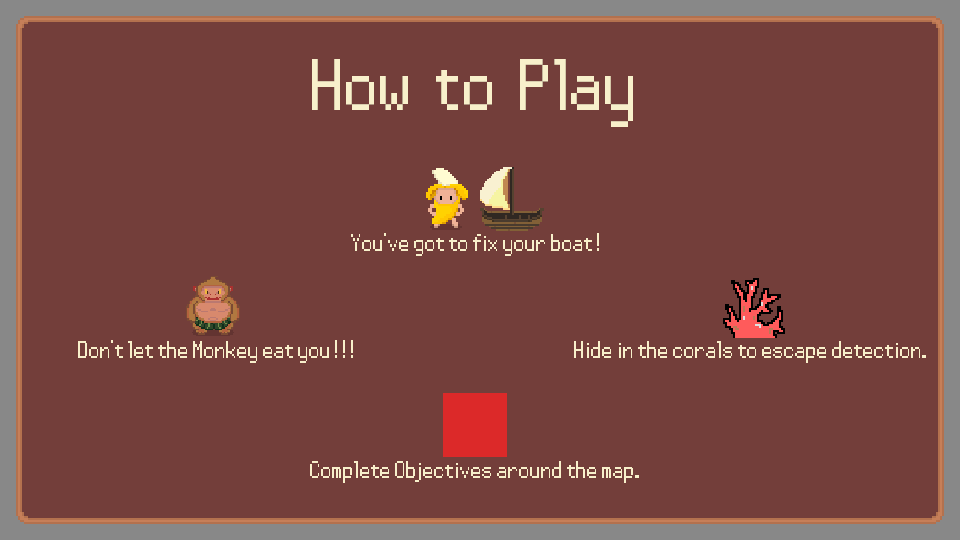 How to Play
You've got to fix your boat!
Don't let the Monkey eat you!!!
Hide in the corals to escape detection.
Complete Objectives around the map.